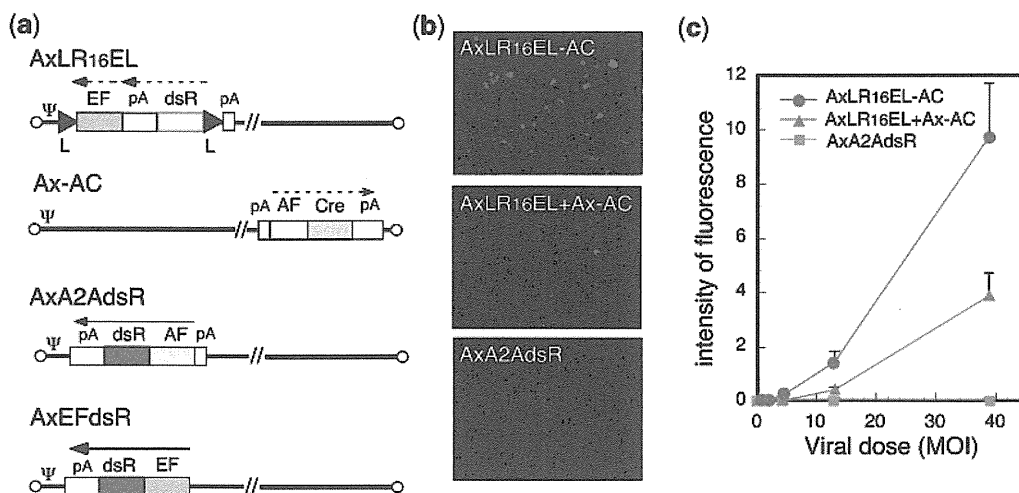 (a)
AxLR16EL
EF pA dsR pA
Ψ
L L
//
Ax-AC
pA AF Cre pA
Ψ
//
AxA2AdsR
pA dsR AF pA
Ψ
//
AxEFdsR
pA dsR EF
Ψ
//
(b)
AxLR16EL-AC
AxLR16EL+Ax-AC
AxA2AdsR
(c)
12
10
8
6
4
2
0
intensity of fluorescence
AxLR16EL-AC
AxLR16EL+Ax-AC
AxA2AdsR
0 10 20 30 40
Viral dose (MOI)